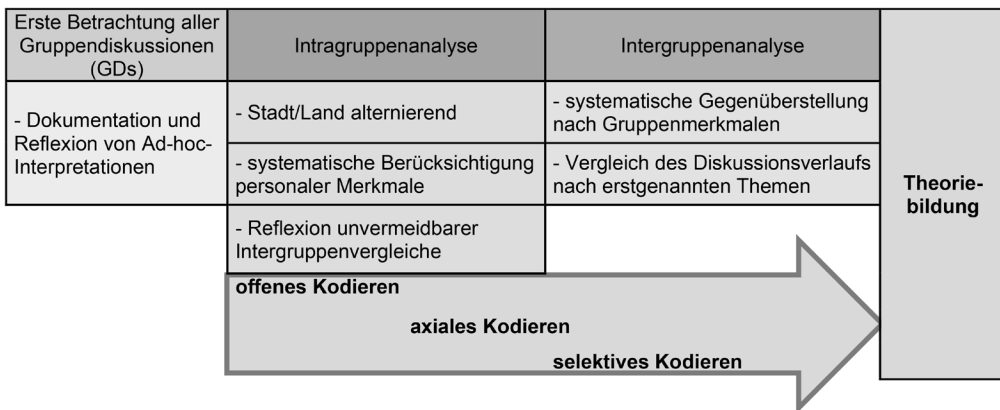 Erste Betrachtung aller
Gruppendiskussionen
(GDs)
- Dokumentation und
Reflexion von Ad-hoc-
Interpretationen
Intragruppenanalyse
- Stadt/Land alternierend
- systematische Berücksichtigung
personaler Merkmale
- Reflexion unvermeidbarer
Intergruppenvergleiche
Intergruppenanalyse
- systematische Gegenüberstellung
nach Gruppenmerkmalen
- Vergleich des Diskussionsverlaufs
nach erstgenannten Themen
Theorie-
bildung
offenes Kodieren
axiales Kodieren
selektives Kodieren